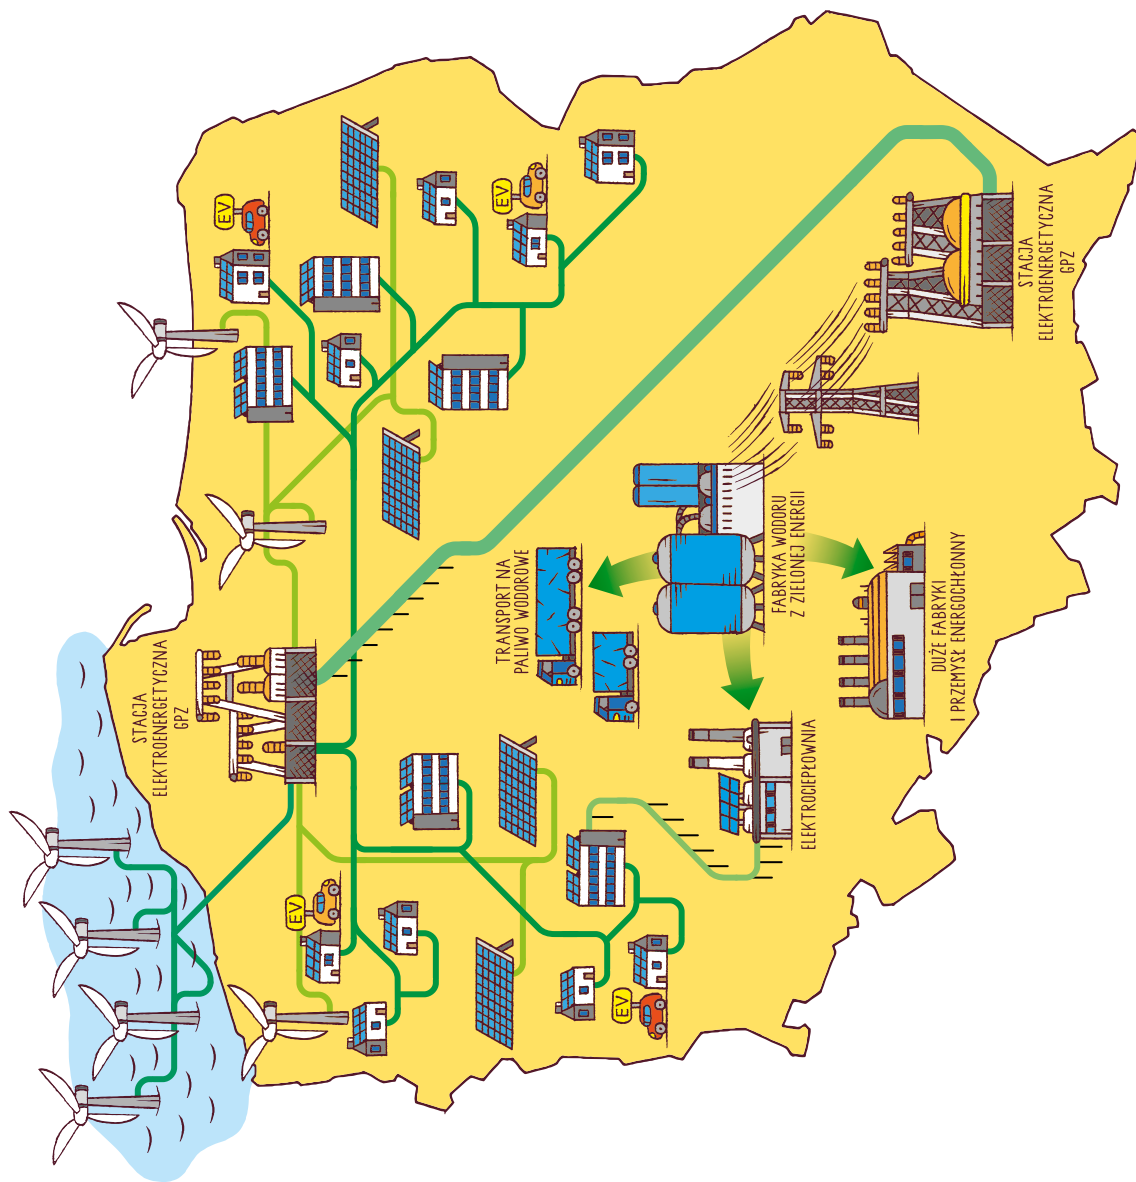 STACJA
ELEKTROENERGETYCZNA
GPZ
EV
EV
EV
EV
TRANSPORT NA
PALIWO WODOROWE
FABRYKA WODORU
Z ZIELONEJ ENERGII
ELEKTROCIEPŁOWNIA
DUŻE FABRYKI
I PRZEMYSŁ ENERGOCHŁONNY
STACJA
ELEKTROENERGETYCZNA
GPZ